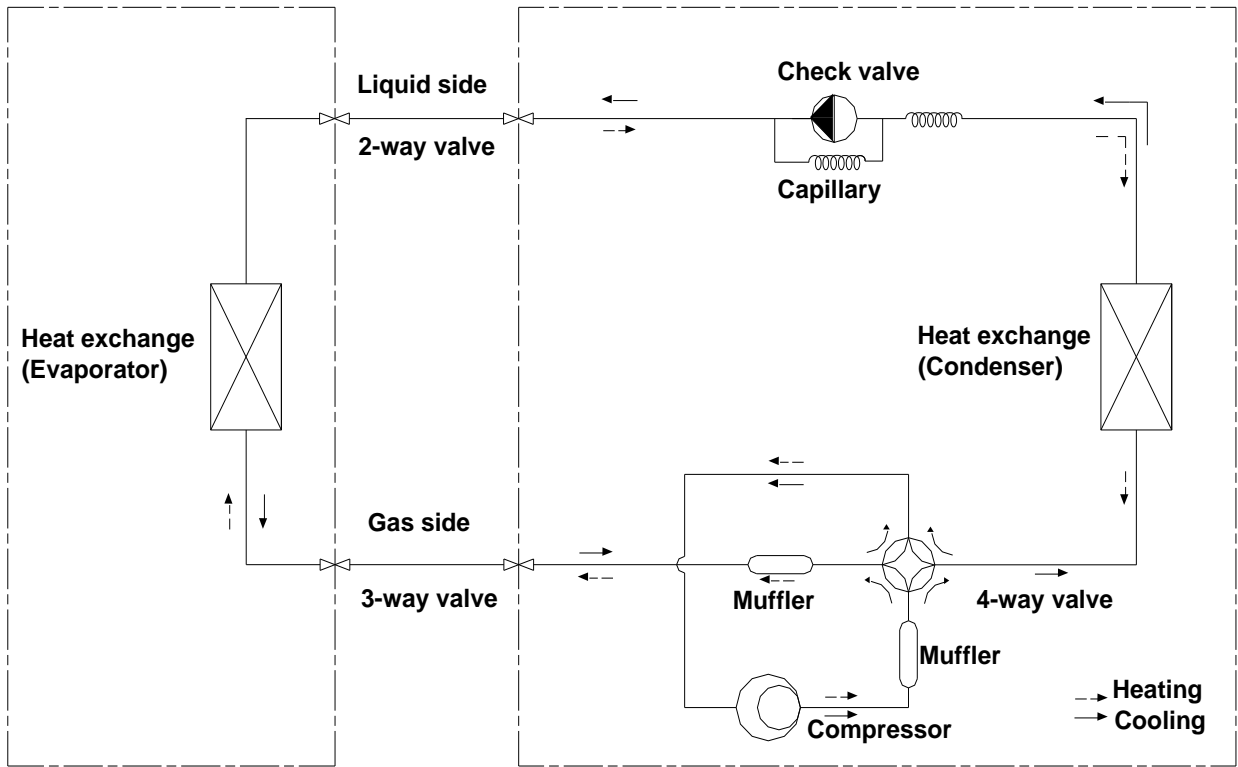 Check valve
Liquid side
2-way valve
Capillary
Heat exchange
(Evaporator)
Heat exchange
(Condenser)
Gas side
3-way valve
Muffler
4-way valve
Muffler
Compressor
Heating
Cooling